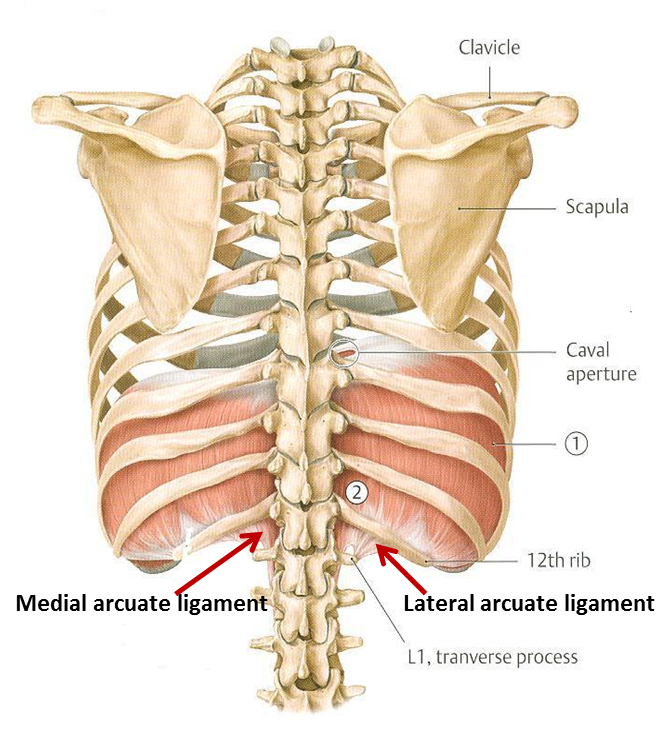 Clavicle
Scapula
Caval
aperture
1
2
12th rib
Medial arcuate ligament
Lateral arcuate ligament
L1, tranverse process